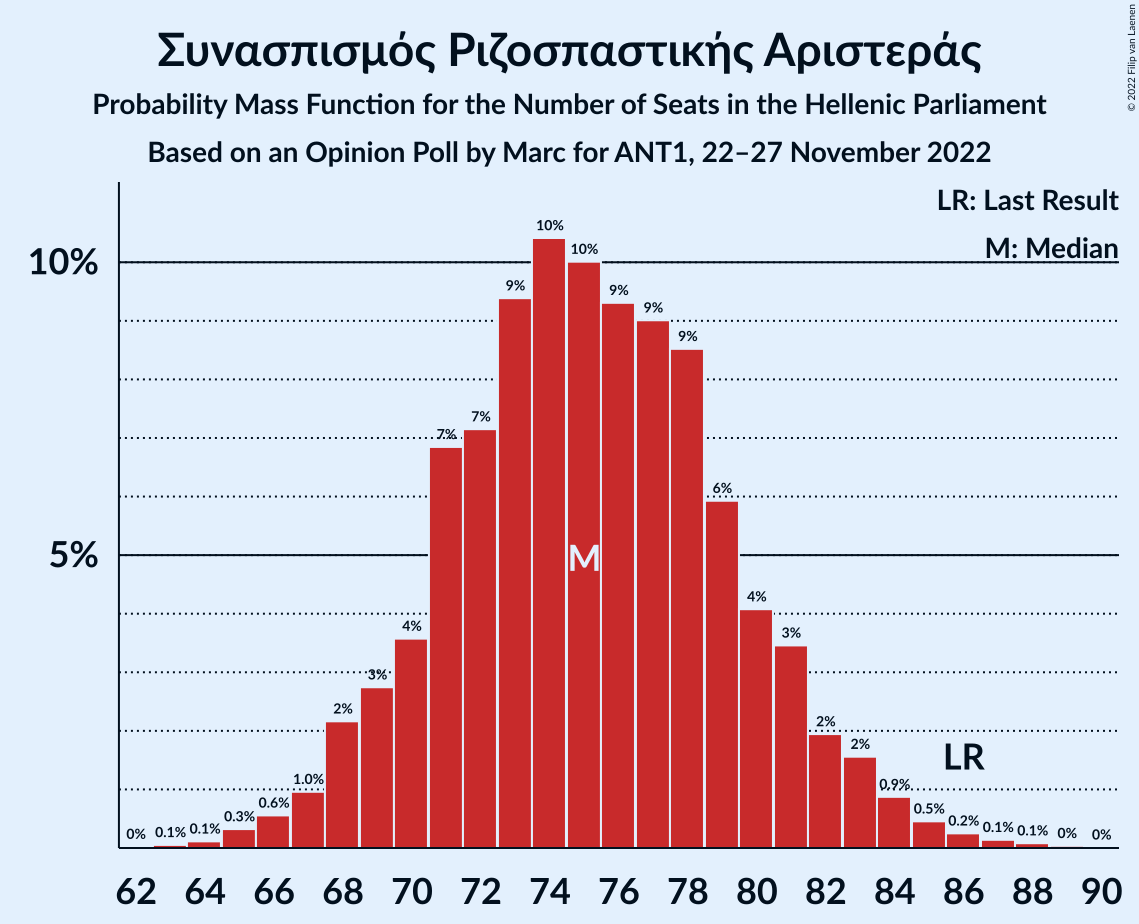 Συνασπισμός Ριζοσπαστικής Αριστεράς
Probability Mass Function for the Number of Seats in the Hellenic Parliament
Based on an Opinion Poll by Marc for ANT1, 22–27 November 2022
© 2022 Filip van Laenen
LR: Last Result
M: Median
10%
5%
0% 0.1% 0.1% 0.3% 0.6% 1.0% 2% 3% 4% 7% 7% 9% 10% 10% 9% 9% 9% 6% 4% 3% 2% 2% 0.9% 0.5% 0.2% 0.1% 0.1% 0% 0%
M
LR
62 64 66 68 70 72 74 76 78 80 82 84 86 88 90